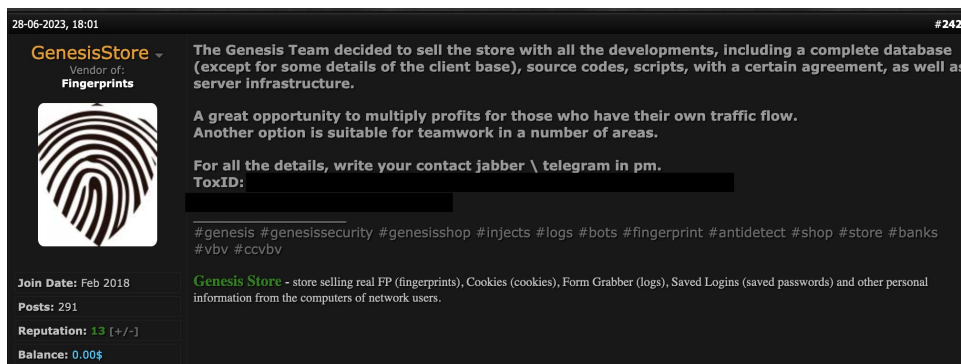 28-06-2023, 18:01
#242
GenesisStore
Vendor of:
Fingerprints
The Genesis Team decided to sell the store with all the developments, including a complete database
(except for some details of the client base), source codes, scripts, with a certain agreement, as well as
server infrastructure.
A great opportunity to multiply profits for those who have their own traffic flow.
Another option is suitable for teamwork in a number of areas.
For all the details, write your contact jabber \ telegram in pm.
ToxID:
#genesis #genesissecurity #genesisshop #injects #logs #bots #fingerprint #antidetect #shop #store #banks
#vbv #ccvbv
Genesis Store - store selling real FP (fingerprints), Cookies (cookies), Form Grabber (logs), Saved Logins (saved passwords) and other personal
information from the computers of network users.
Join Date: Feb 2018
Posts: 291
Reputation: 13 [+/-]
Balance: 0.00$